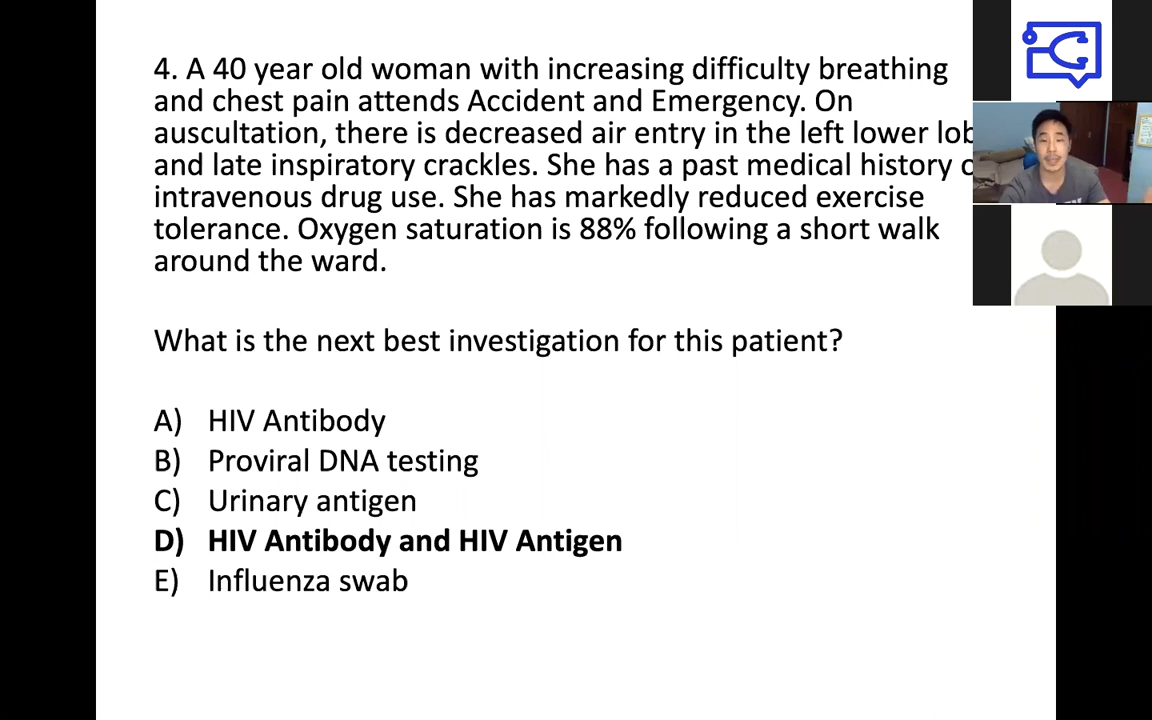 4. A 40 year old woman with increasing difficulty breathing
and chest pain attends Accident and Emergency. On
auscultation, there is decreased air entry in the left lower lob
and late inspiratory crackles. She has a past medical history
intravenous drug use. She has markedly reduced exercise
tolerance. Oxygen saturation is 88% following a short walk
around the ward.
What is the next best investigation for this patient?
A) HIV Antibody
B) Proviral DNA testing
C) Urinary antigen
D) HIV Antibody and HIV Antigen
E) Influenza swab